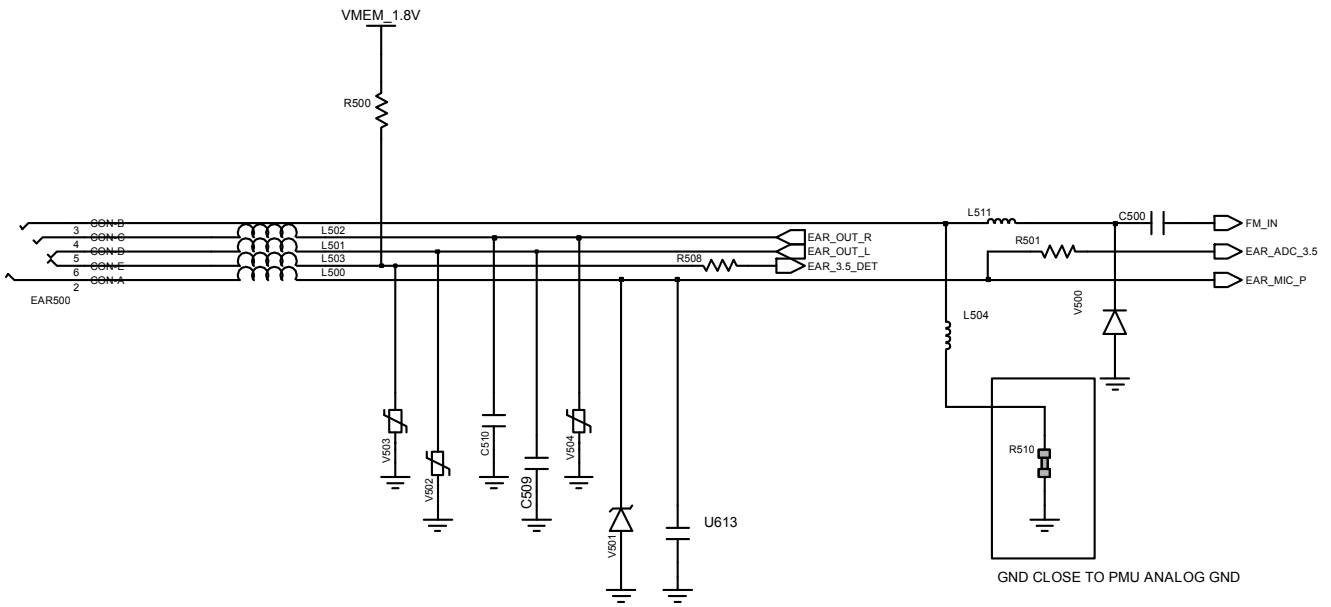 VMEM_1.8V
R500
L511
C500
FM_IN
CON-B
3
L502
CON-C
EAR_OUT_R
4
L501
CON-D
EAR_OUT_L
R501
EAR_ADC_3.5
5
L503
CON-E
R508
EAR_3.5_DET
6
L500
CON-A
EAR_MIC_P
2
EAR500
V500
L504
V503
V502
C510
C509
V504
V501
U613
R510
GND CLOSE TO PMU ANALOG GND